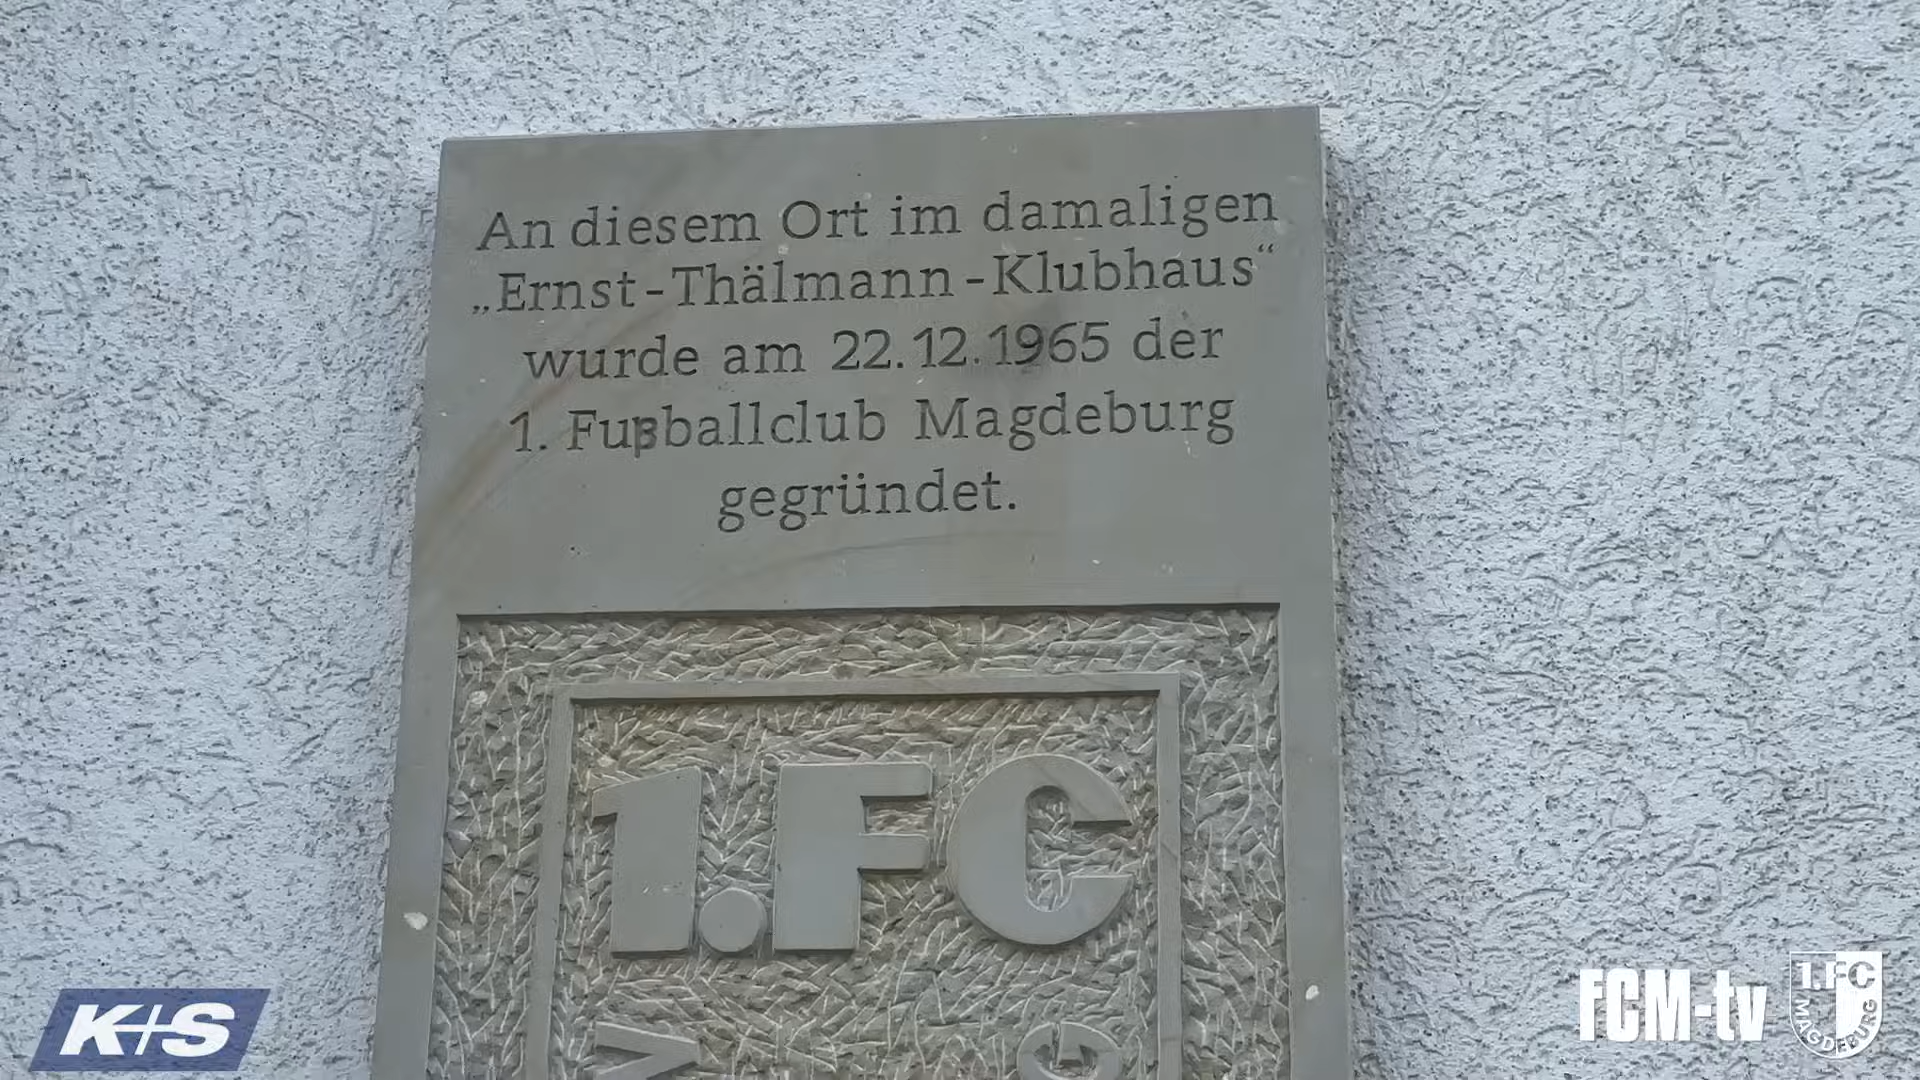 An diesem Ort im damaligen
„Ernst-Thälmann-Klubhaus“
wurde am 22.12.1965 der
1. Fußballclub Magdeburg
gegründet.
1.FC
K+S
FCM-tv
1.FC
MAGDEBURG